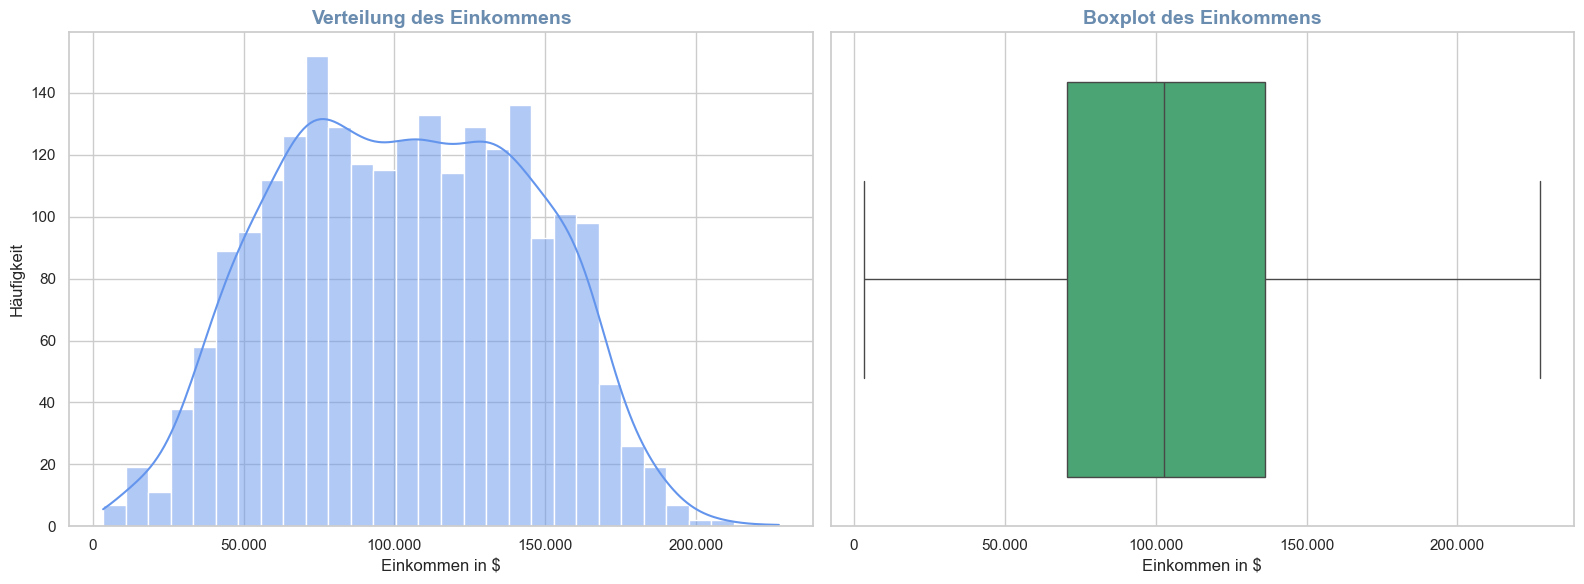 Verteilung des Einkommens
Häufigkeit
140
120
100
80
60
40
20
0
0 50.000 100.000 150.000 200.000
Einkommen in $
Boxplot des Einkommens
0 50.000 100.000 150.000 200.000
Einkommen in $